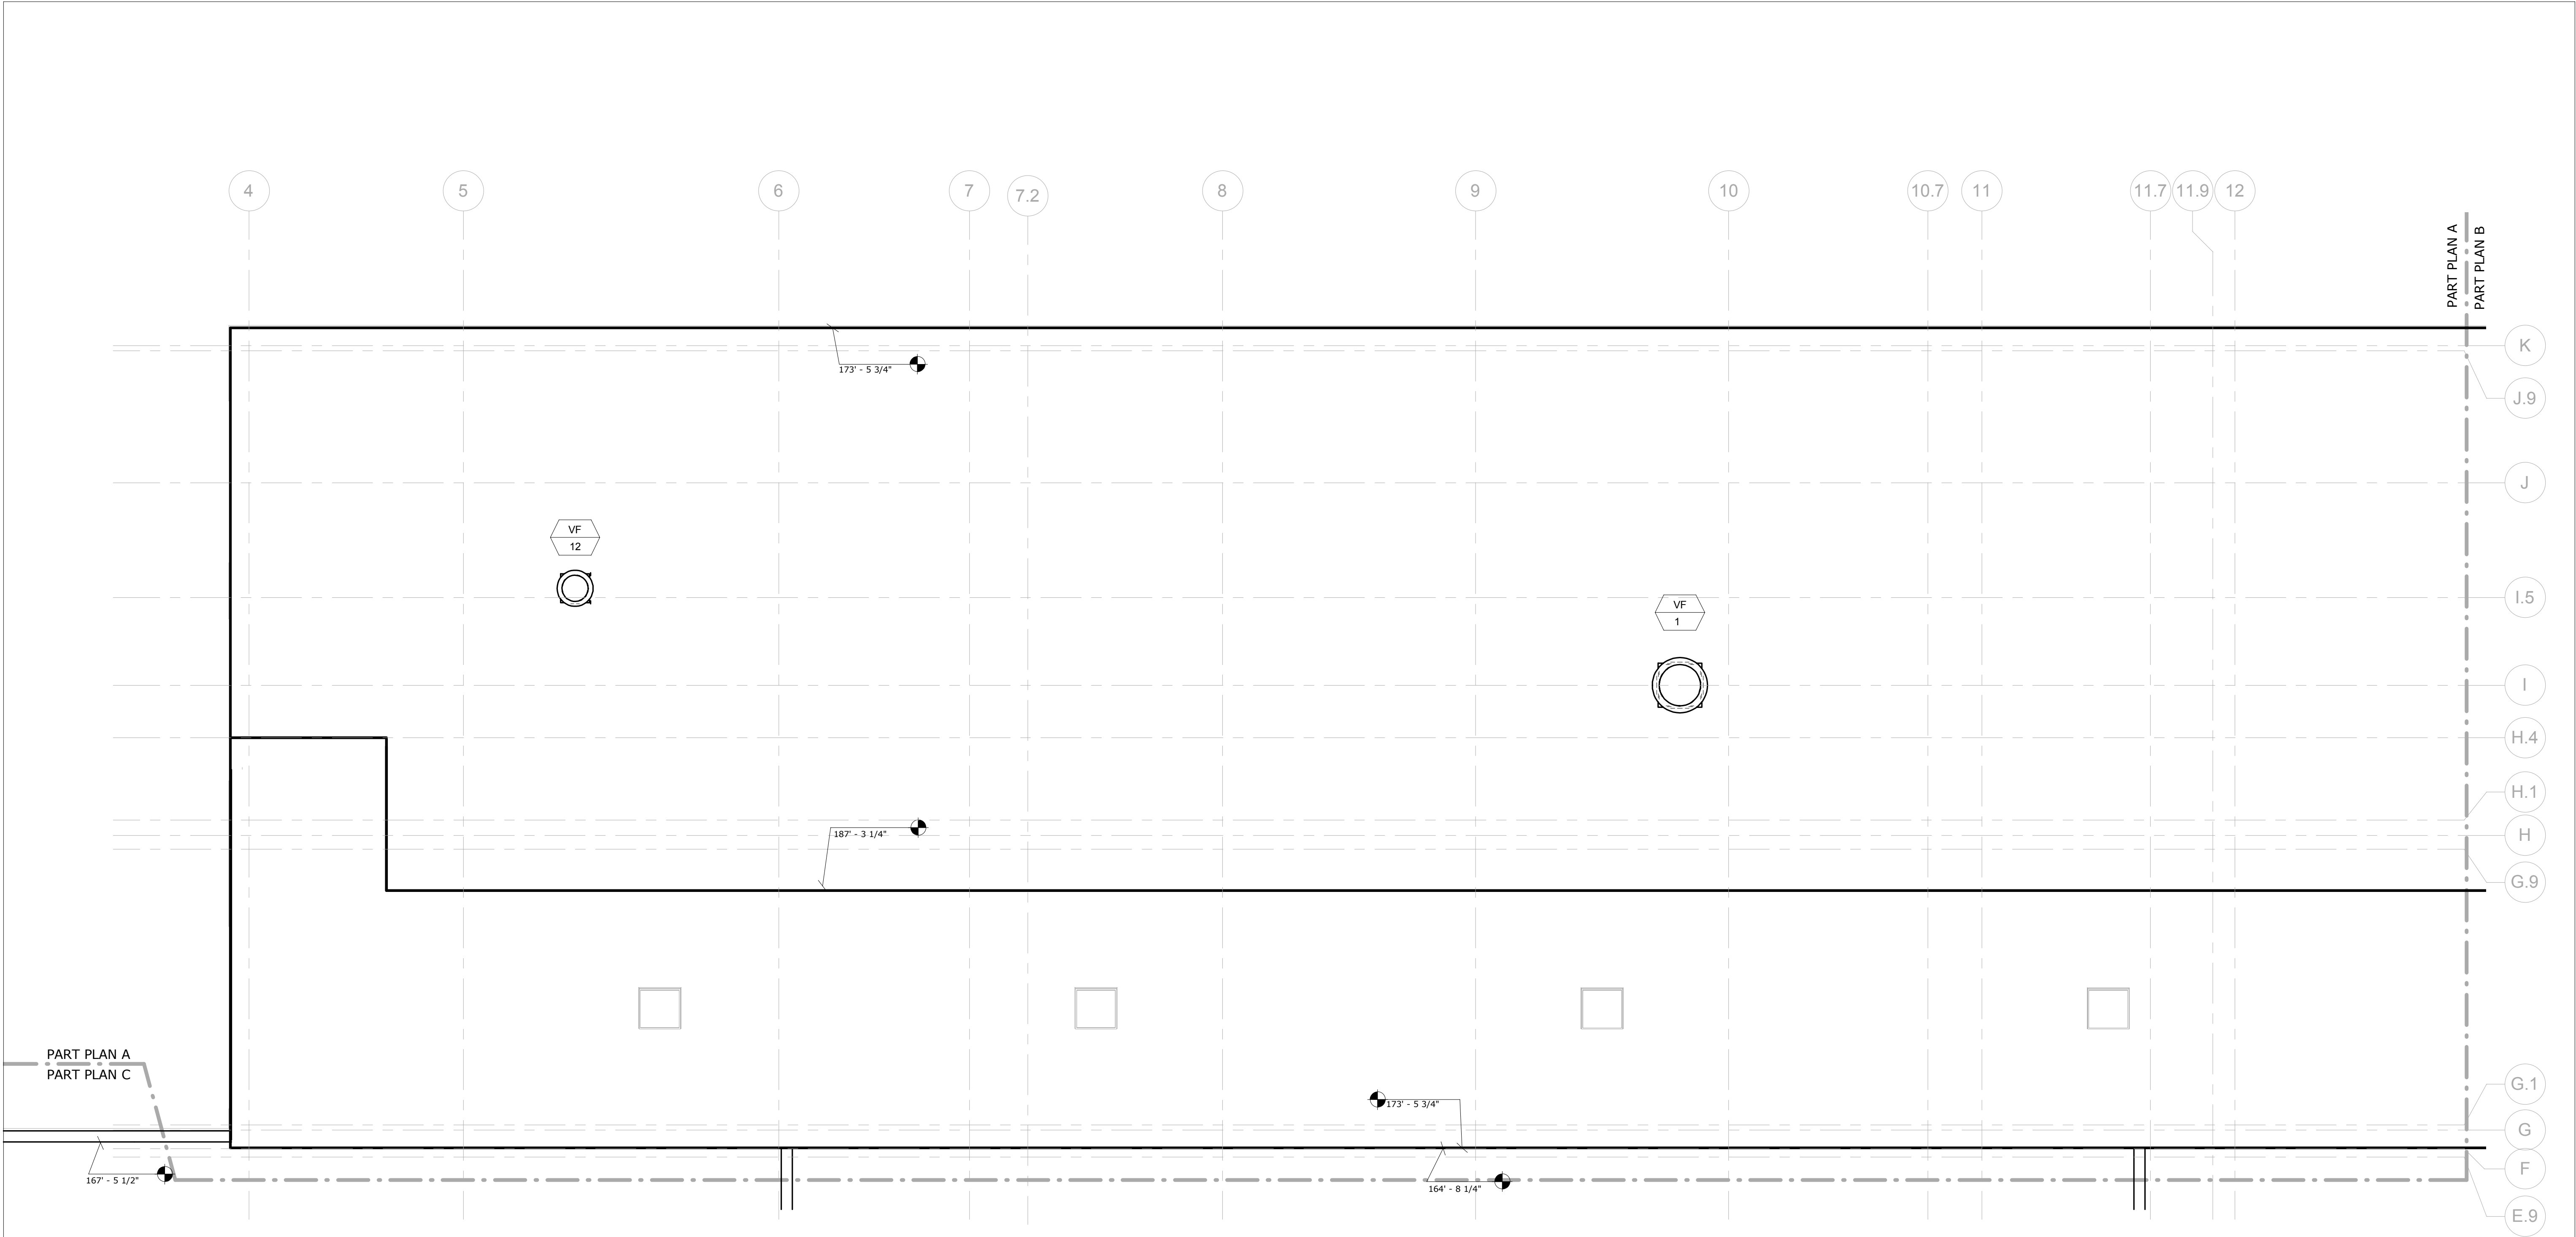 4
5
6
7
7.2
8
9
10
10.7
11
11.7
11.9
12
PART PLAN A
PART PLAN B
K
173' - 5 3/4"
J.9
J
VF
12
I.5
VF
1
I
H.4
H.1
187' - 3 1/4"
H
G.9
PART PLAN A
PART PLAN C
G.1
173' - 5 3/4"
G
F
167' - 5 1/2"
164' - 8 1/4"
E.9